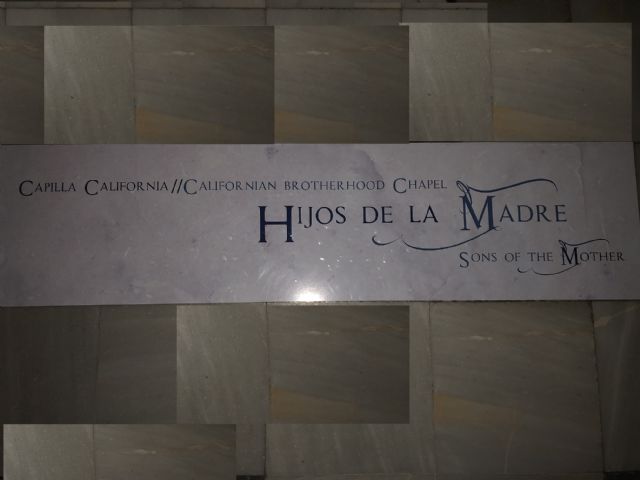 Capilla California//Californian brotherhood Chapel
Hijos de la Madre
Sons of the Mother